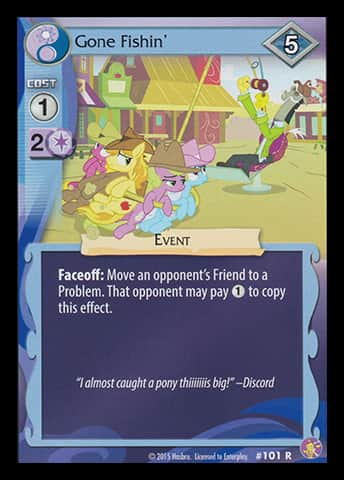 Gone Fishin'
5
COST
1
2
EVENT
Faceoff: Move an opponent's Friend to a
Problem. That opponent may pay 1 to copy
this effect.
"I almost caught a pony thiiiiiis big!" –Discord
© 2015 Hasbro. Licensed to Enterplay. #101 R